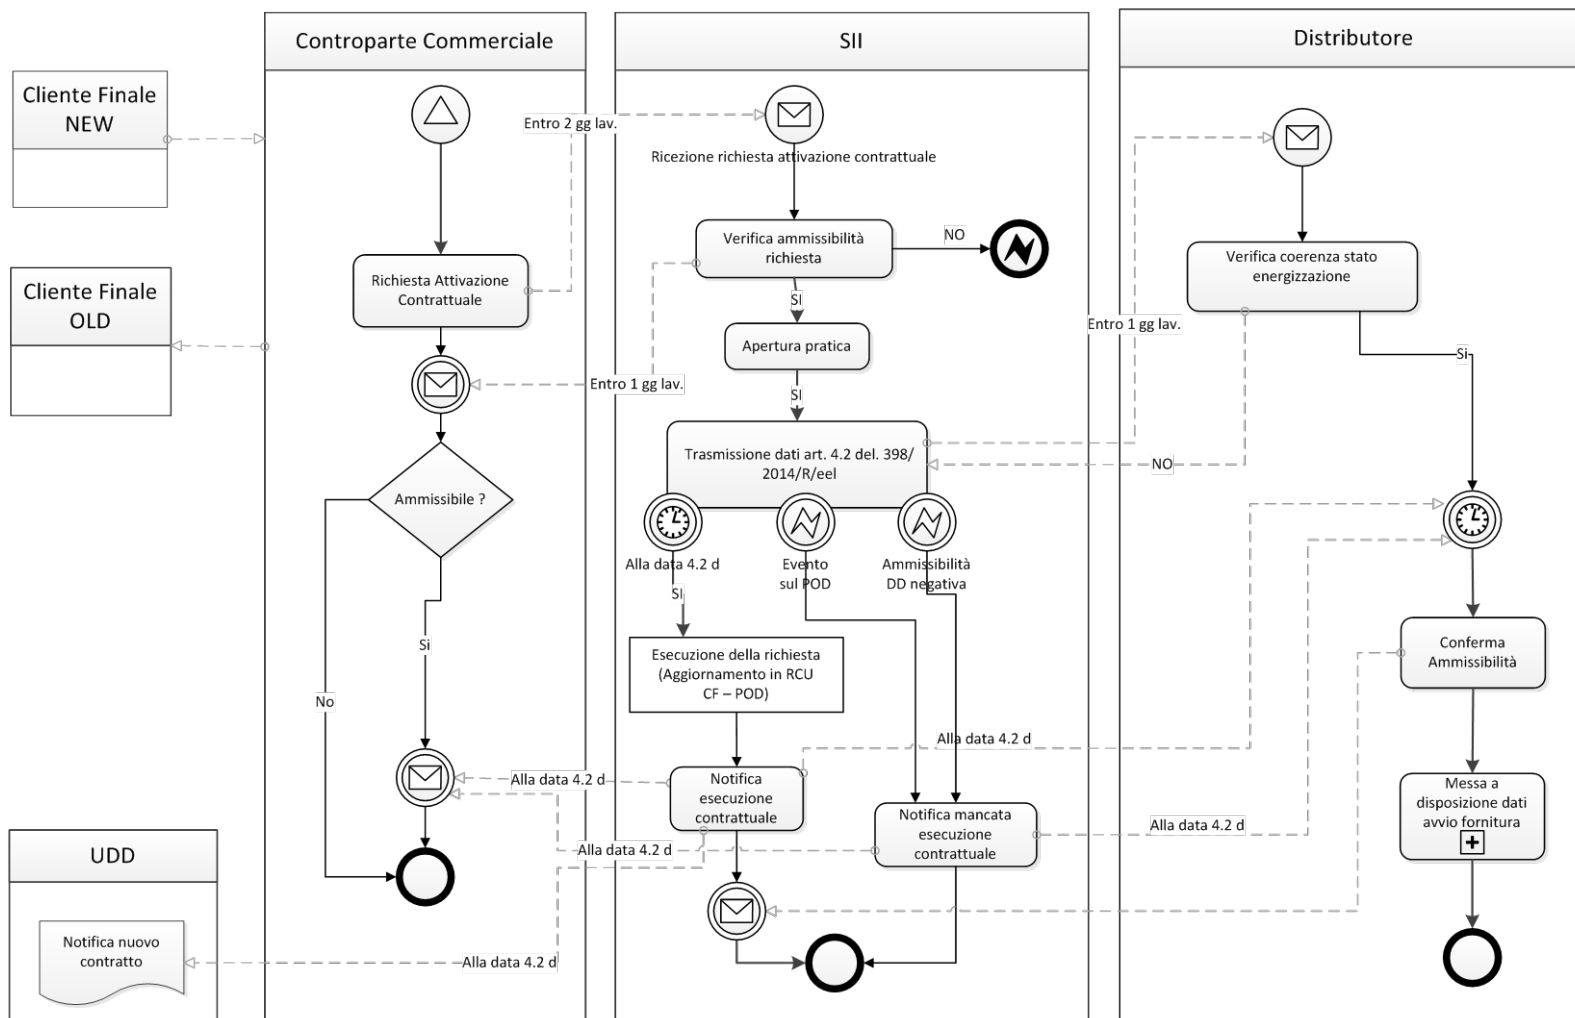 Controparte Commerciale
SII
Distributore
Cliente Finale
NEW
Entro 2 gg lav.
Ricezione richiesta attivazione contrattuale
Verifica ammissibilità
richiesta
NO
Verifica coerenza stato
energizzazione
Richiesta Attivazione
Contrattuale
Cliente Finale
OLD
SI
Entro 1 gg lav.
Apertura pratica
Si
Entro 1 gg lav.
SI
Trasmissione dati art. 4.2 del. 398/
2014/R/eel
NO
Ammissibile ?
Alla data 4.2 d
Evento
sul POD
Ammissibilità
DD negativa
SI
Si
Esecuzione della richiesta
(Aggiornamento in RCU
CF – POD)
Conferma
Ammissibilità
No
Alla data 4.2 d
Alla data 4.2 d
Notifica
esecuzione
contrattuale
Messa a
disposizione dati
avvio fornitura
Notifica mancata
esecuzione
contrattuale
Alla data 4.2 d
Alla data 4.2 d
UDD
Notifica nuovo
contratto
Alla data 4.2 d